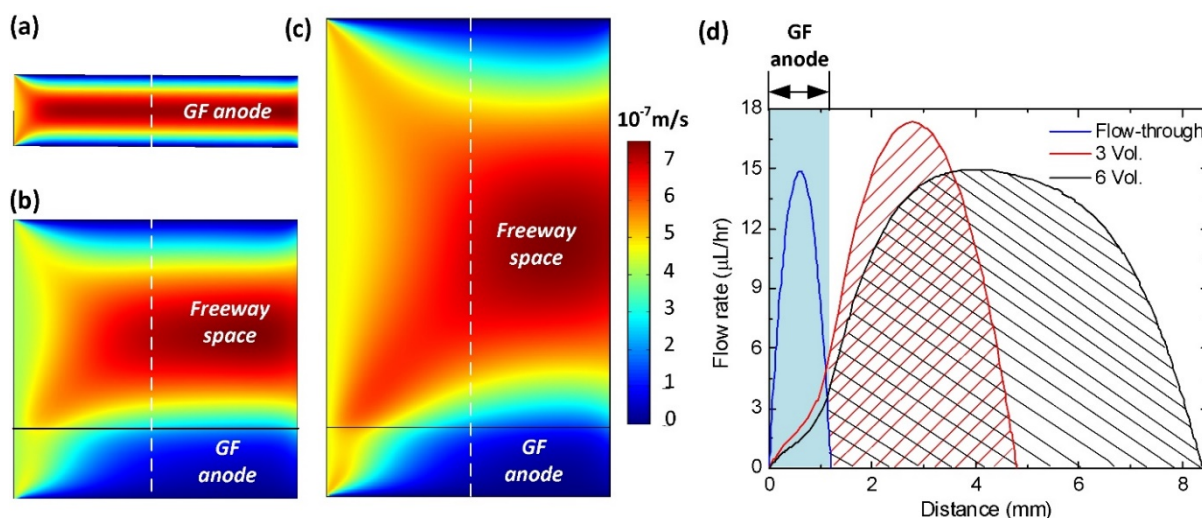 (a)
GF anode
(b)
Freeway
space
GF
anode
(c)
Freeway
space
GF
anode
10⁻⁷m/s
7
6
5
4
3
2
1
0
(d)
GF
anode
Flow-through
3 Vol.
6 Vol.
Flow rate (µL/hr)
18
15
12
9
6
3
0
0 2 4 6 8
Distance (mm)